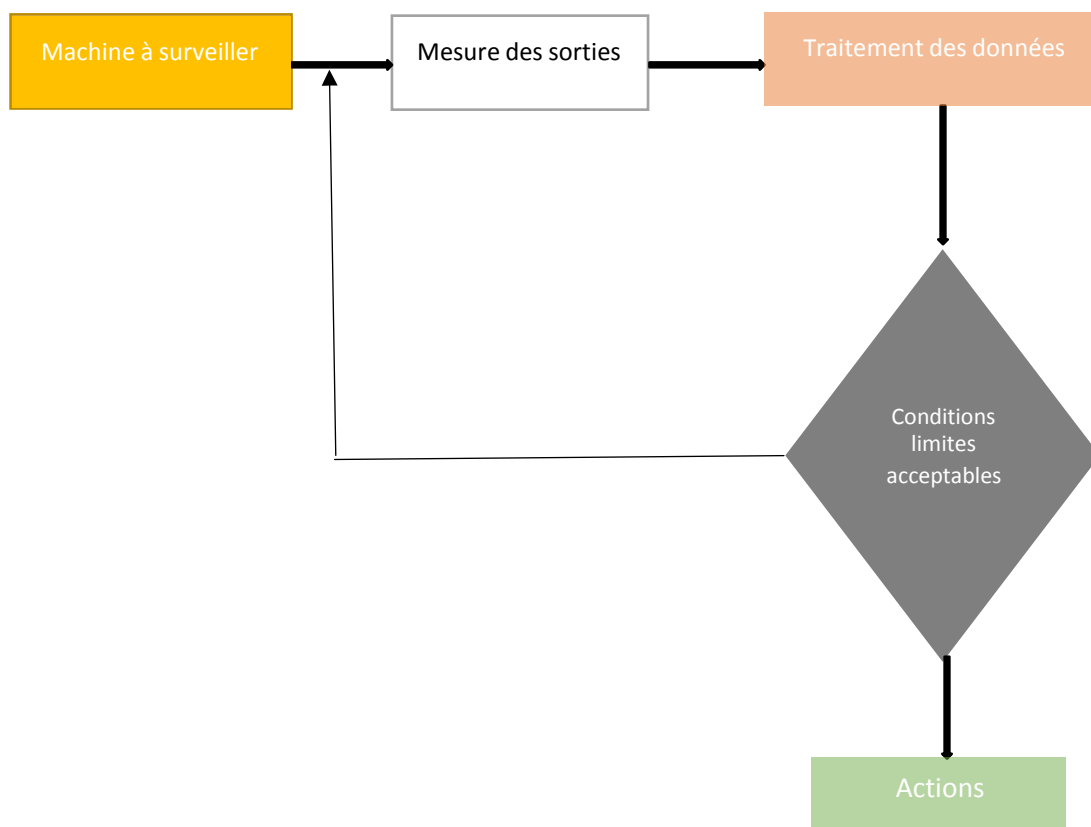 Machine à surveiller
Mesure des sorties
Traitement des données
Conditions
limites
acceptables
Actions